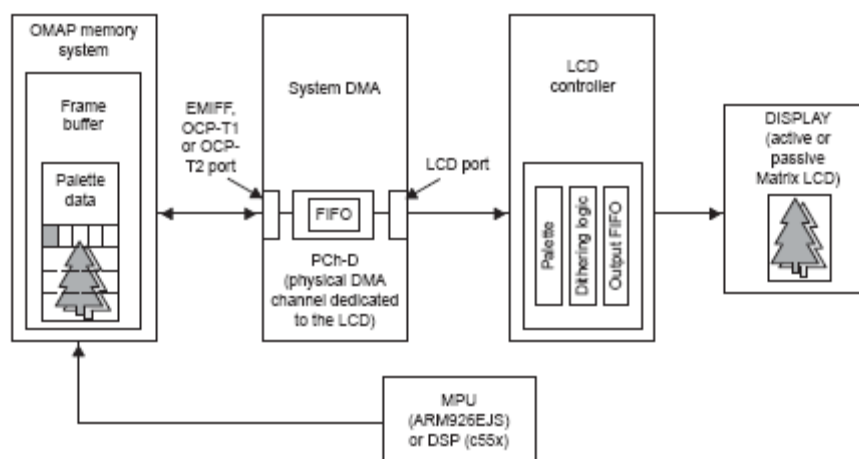 OMAP memory
system
Frame
buffer
Palette
data
EMIFF,
OCP-T1
or OCP-
T2 port
System DMA
LCD port
FIFO
PCh-D
(physical DMA
channel dedicated
to the LCD)
LCD
controller
Palette
Dithering logic
Output FIFO
DISPLAY
(active or
passive
Matrix LCD)
MPU
(ARM926EJS)
or DSP (c55x)